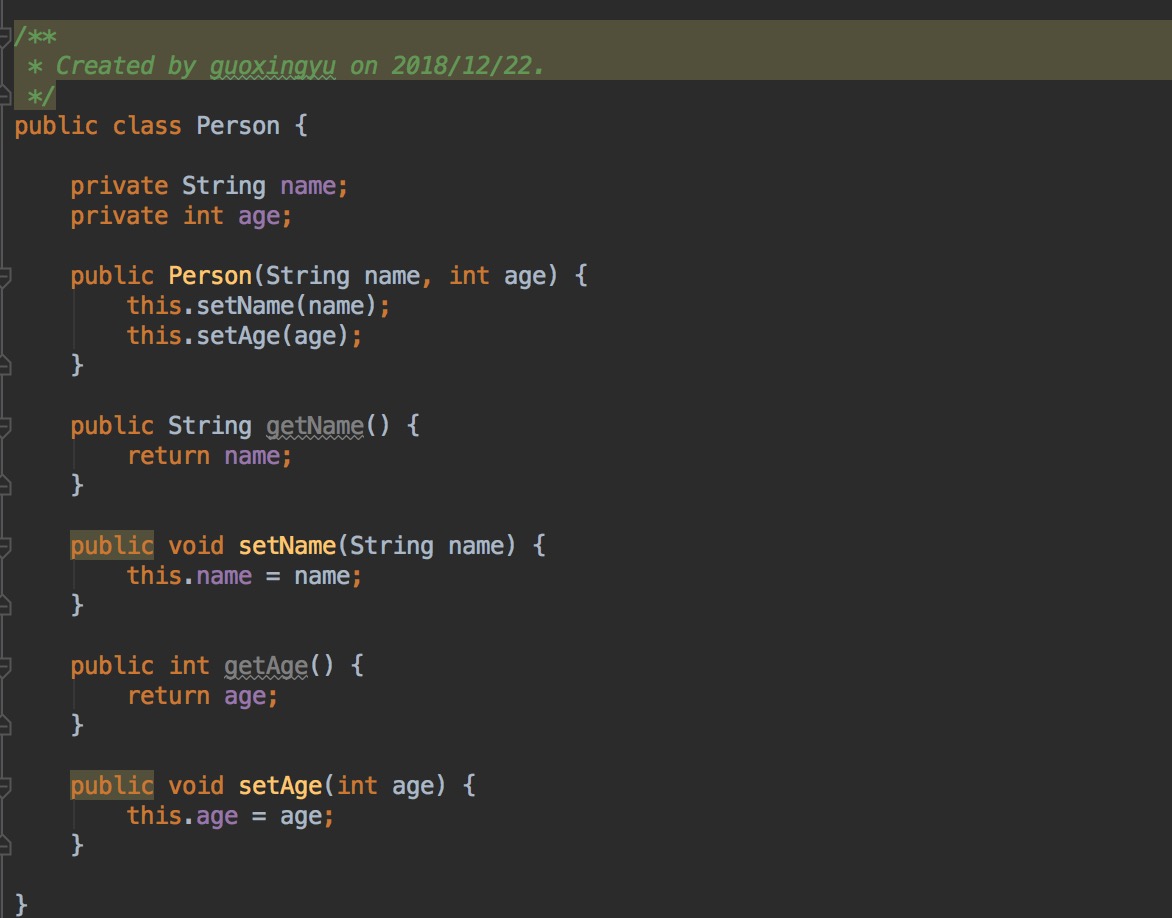 /**
 * Created by guoxingyu on 2018/12/22.
 */
public class Person {
    private String name;
    private int age;
    public Person(String name, int age) {
        this.setName(name);
        this.setAge(age);
    }
    public String getName() {
        return name;
    }
    public void setName(String name) {
        this.name = name;
    }
    public int getAge() {
        return age;
    }
    public void setAge(int age) {
        this.age = age;
    }
}